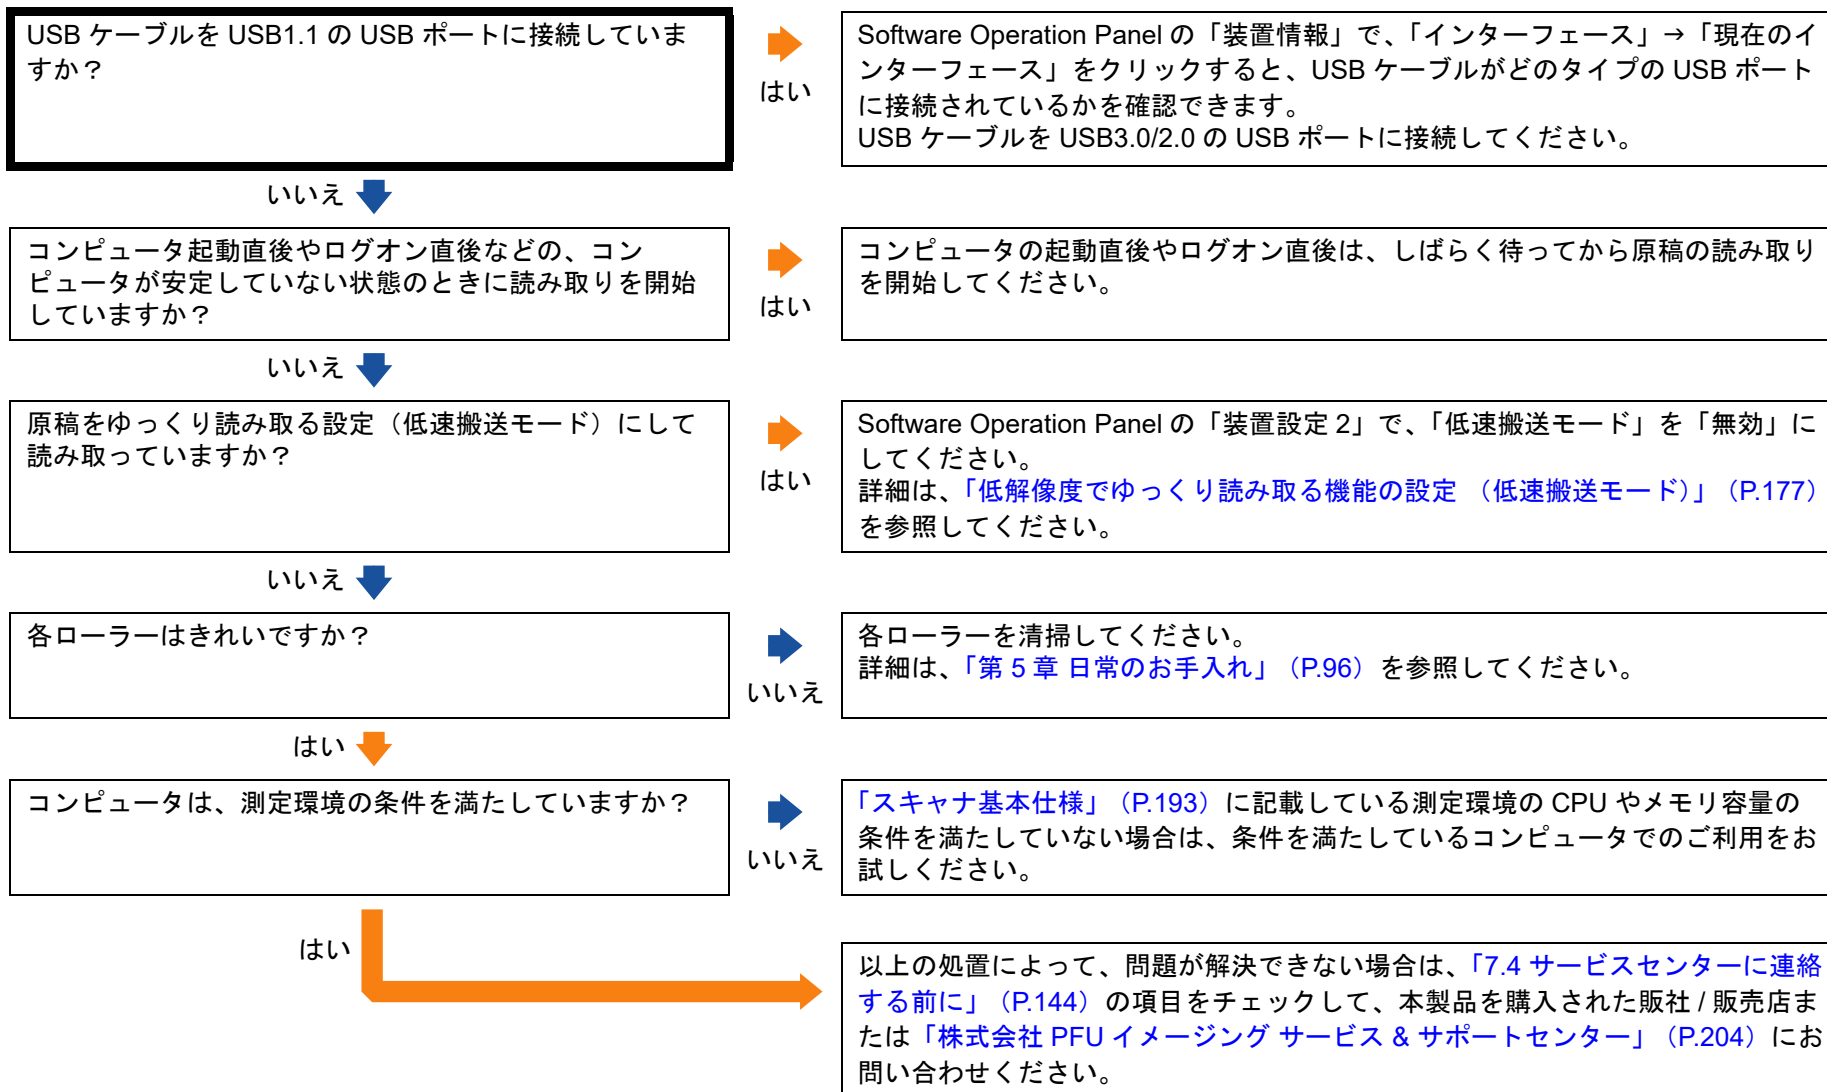 USB ケーブルを USB1.1 の USB ポートに接続していま
すか？
はい
Software Operation Panel の「装置情報」で、「インターフェース」→「現在のイ
ンターフェース」をクリックすると、USB ケーブルがどのタイプの USB ポート
に接続されているかを確認できます。
USB ケーブルを USB3.0/2.0 の USB ポートに接続してください。
いいえ
コンピュータ起動直後やログオン直後などの、コン
ピュータが安定していない状態のときに読み取りを開始
していますか？
はい
コンピュータの起動直後やログオン直後は、しばらく待ってから原稿の読み取り
を開始してください。
いいえ
原稿をゆっくり読み取る設定（低速搬送モード）にして
読み取っていますか？
はい
Software Operation Panel の「装置設定 2」で、「低速搬送モード」を「無効」に
してください。
詳細は、「低解像度でゆっくり読み取る機能の設定 （低速搬送モード）」（P.177）
を参照してください。
いいえ
各ローラーはきれいですか？
いいえ
各ローラーを清掃してください。
詳細は、「第 5 章 日常のお手入れ」（P.96）を参照してください。
はい
コンピュータは、測定環境の条件を満たしていますか？
いいえ
「スキャナ基本仕様」（P.193）に記載している測定環境の CPU やメモリ容量の
条件を満たしていない場合は、条件を満たしているコンピュータでのご利用をお
試しください。
はい
以上の処置によって、問題が解決できない場合は、「7.4 サービスセンターに連絡
する前に」（P.144）の項目をチェックして、本製品を購入された販社 / 販売店ま
たは「株式会社 PFU イメージング サービス & サポートセンター」（P.204）にお
問い合わせください。